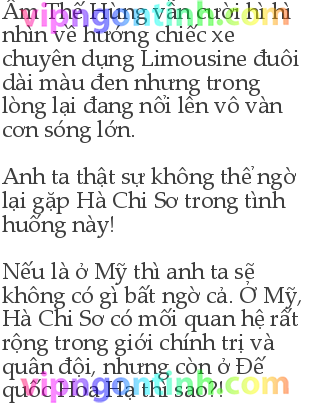 Âm Thế Hùng vẫn cười hì hì
nhìn về hướng chiếc xe
chuyên dụng Limousine đuôi
dài màu đen nhưng trong
lòng lại đang nổi lên vô vàn
cơn sóng lớn.
Anh ta thật sự không thể ngờ
lại gặp Hà Chi Sơ trong tình
huống này!
Nếu là ở Mỹ thì anh ta sẽ
không có gì bất ngờ cả. Ở Mỹ,
Hà Chi Sơ có mối quan hệ rất
rộng trong giới chính trị và
quân đội, nhưng còn ở Đế
quốc Hoa Hạ thì sao?!
vipngontinh.com
vipngontinh.com